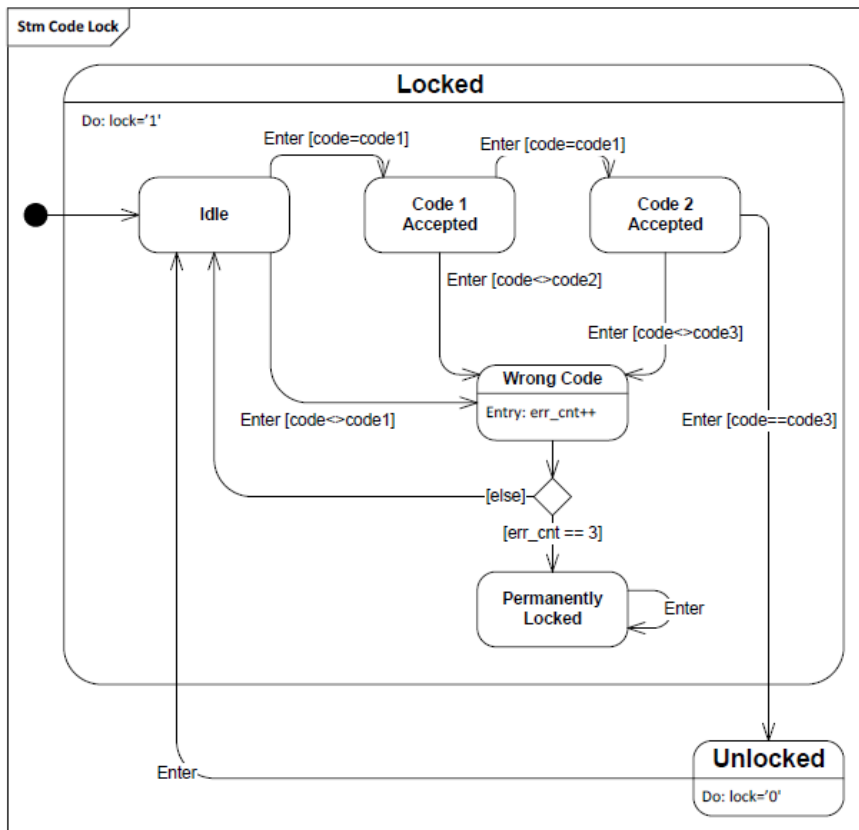 Stm Code Lock
Locked
Do: lock='1'
Enter [code=code1]
Enter [code=code1]
Idle
Code 1
Accepted
Code 2
Accepted
Enter [code<>code2]
Enter [code<>code3]
Wrong Code
Entry: err_cnt++
Enter [code<>code1]
Enter [code==code3]
[else]
[err_cnt == 3]
Permanently
Locked
Enter
Unlocked
Enter
Do: lock='0'